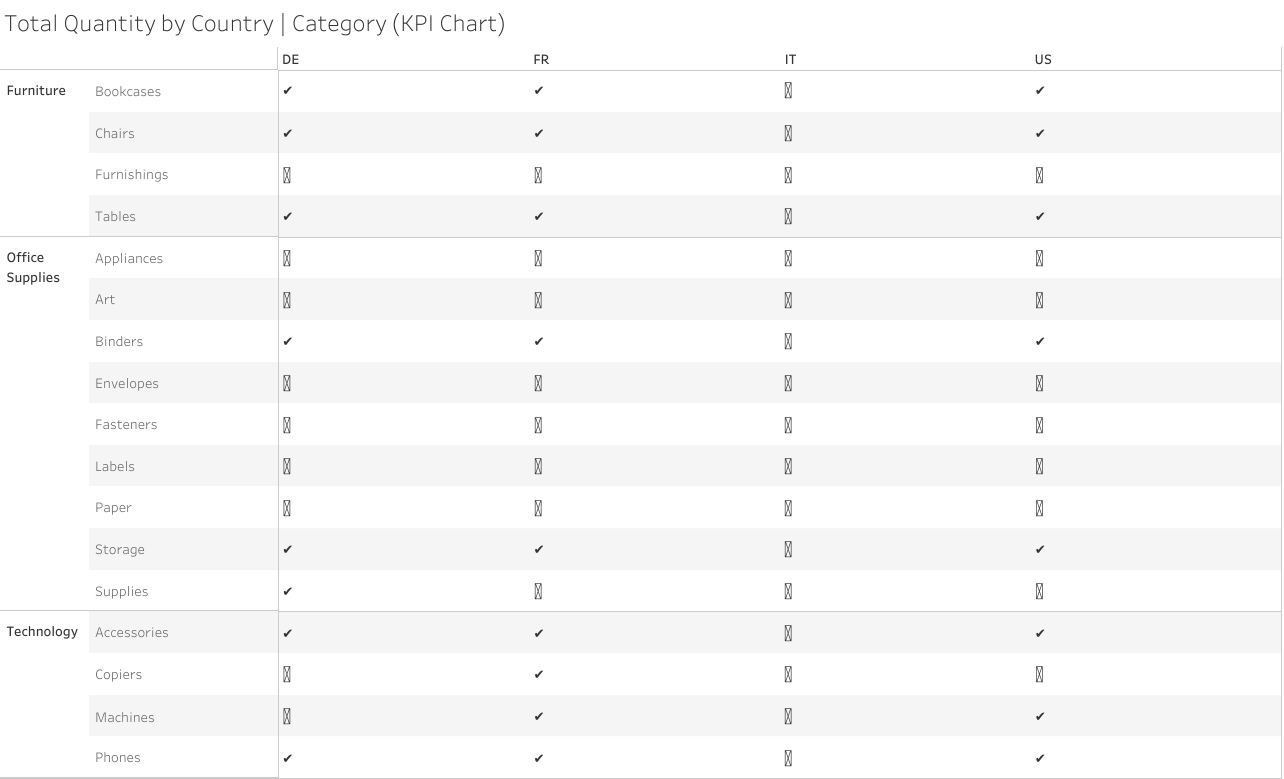 Total Quantity by Country | Category (KPI Chart)
DE FR IT US
Furniture Bookcases ✔ ✔ ✔
Chairs ✔ ✔ ✔
Furnishings
Tables ✔ ✔ ✔
Office Supplies Appliances
Art
Binders ✔ ✔ ✔
Envelopes
Fasteners
Labels
Paper
Storage ✔ ✔ ✔
Supplies ✔
Technology Accessories ✔ ✔ ✔
Copiers ✔
Machines ✔ ✔
Phones ✔ ✔ ✔